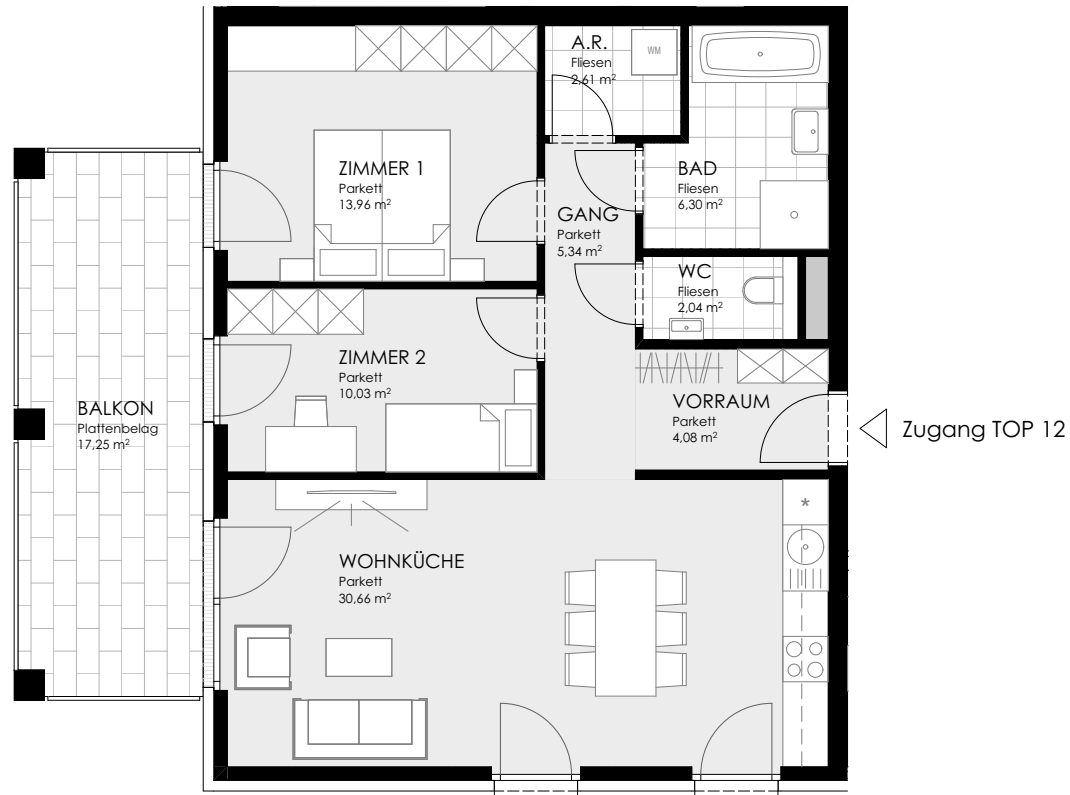 A.R.
Fliesen
2,61 m²
WM
ZIMMER 1
Parkett
13,96 m²
BAD
Fliesen
6,30 m²
GANG
Parkett
5,34 m²
WC
Fliesen
2,04 m²
ZIMMER 2
Parkett
10,03 m²
VORRAUM
Parkett
4,08 m²
BALKON
Plattenbelag
17,25 m²
Zugang TOP 12
WOHNKÜCHE
Parkett
30,66 m²
*